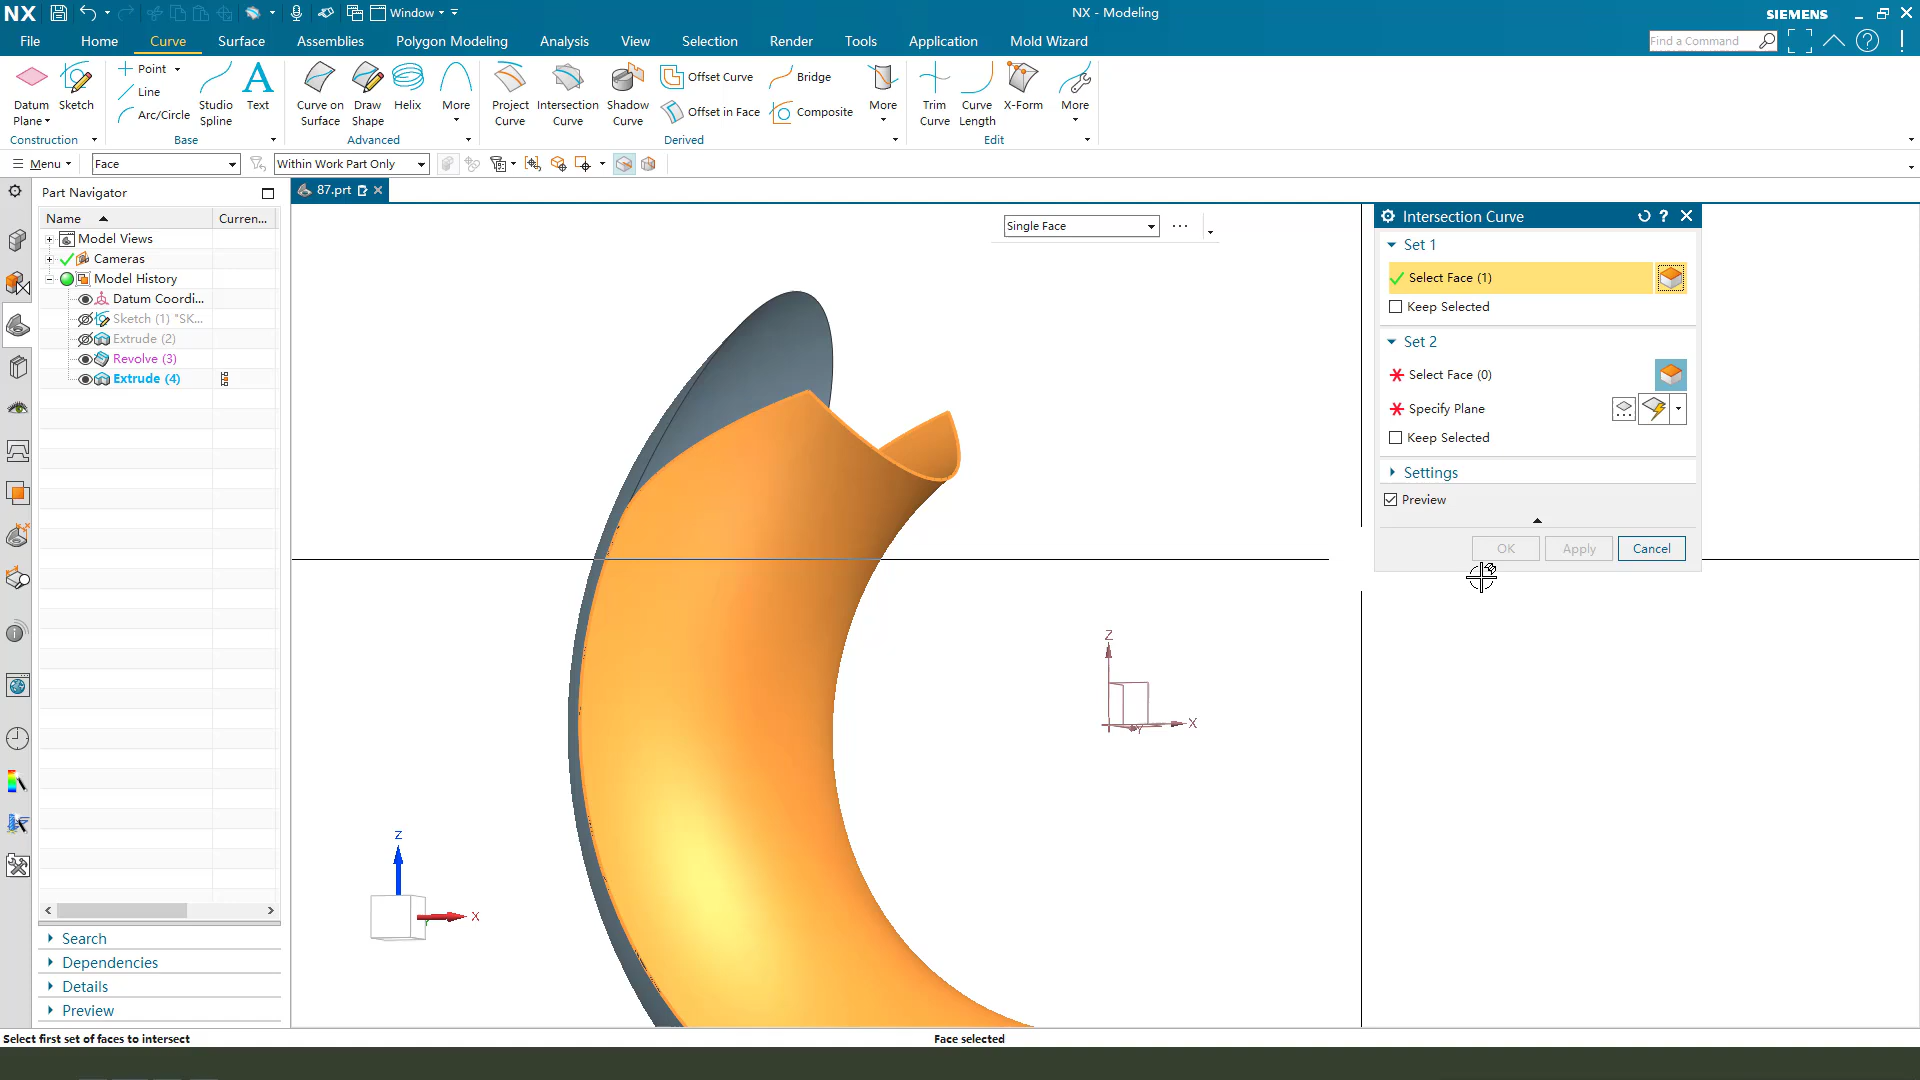 NX
Window
NX - Modeling
SIEMENS
File
Home
Curve
Surface
Assemblies
Polygon Modeling
Analysis
View
Selection
Render
Tools
Application
Mold Wizard
Find a Command
Datum
Plane
Sketch
Point
Line
Arc/Circle
Studio
Spline
Text
Curve on
Surface
Draw
Shape
Helix
More
Project
Curve
Intersection
Curve
Shadow
Curve
Offset Curve
Offset in Face
Bridge
Composite
More
Trim
Curve
Curve
Length
X-Form
More
Construction
Base
Advanced
Derived
Edit
Menu
Face
Within Work Part Only
Part Navigator
87.prt
Name
Curren...
Model Views
Cameras
Model History
Datum Coordi...
Sketch (1) "SK...
Extrude (2)
Revolve (3)
Extrude (4)
Single Face
Intersection Curve
Set 1
Select Face (1)
Keep Selected
Set 2
Select Face (0)
Specify Plane
Keep Selected
Settings
Preview
OK
Apply
Cancel
Z
X
Y
Z
X
Search
Dependencies
Details
Preview
Select first set of faces to intersect
Face selected